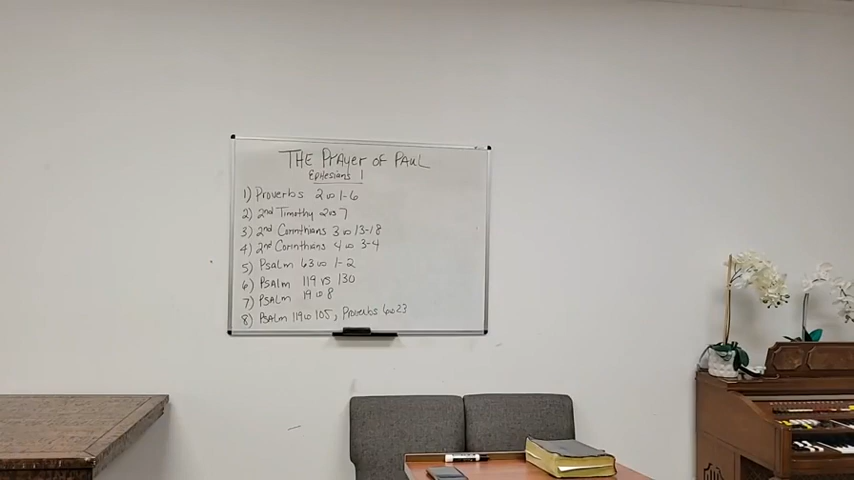 THE PrAyer oF PAUL
Ephesians 1
1) Proverbs 2 vs 1-6
2) 2nd Timothy 2 vs 7
3) 2nd Corinthians 3 vs 13-18
4) 2nd Corinthians 4 vs 3-4
5) Psalm 63 vs 1-2
6) PsAlm 119 vs 130
7) PSAlm 19 vs 8
8) PsAlm 119 vs 105, Proverbs 6 vs 23